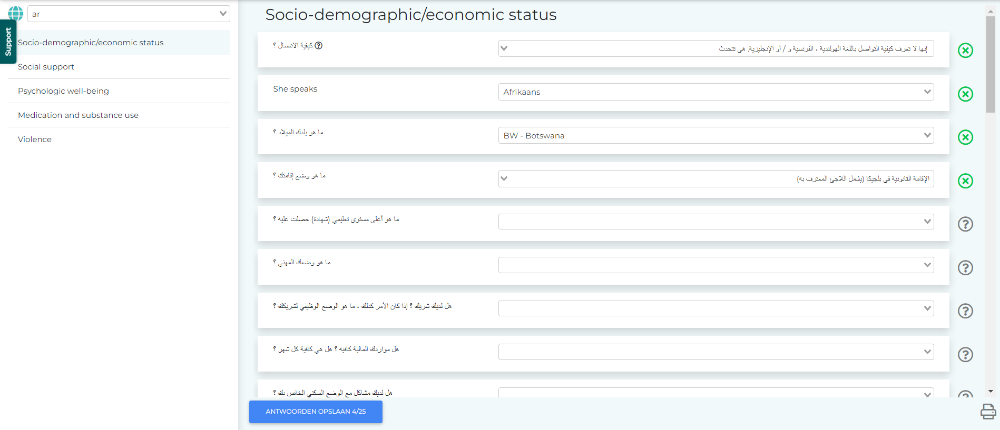 ar
Support
Socio-demographic/economic status
Social support
Psychologic well-being
Medication and substance use
Violence
Socio-demographic/economic status
كيفية الاتصال ؟
إنها لا تعرف كيفية التواصل باللغة الهولندية ، الفرنسية و / أو الإنجليزية. هى تتحدث
She speaks
Afrikaans
ما هو بلدك الميلاد ؟
BW - Botswana
ما هو وضع إقامتك ؟
الإقامة القانونية في بلجيكا (يشمل اللاجئ المعترف به)
ما هو أعلى مستوى تعليمي (شهادة) حصلت عليه ؟
ما هو وضعك المهني ؟
هل لديك شريك ؟ إذا كان الأمر كذلك ، ما هو الوضع الوظيفي لشريكك ؟
هل مواردك المالية كافيه ؟ هل هي كافية كل شهر ؟
هل لديك مشاكل مع الوضع السكني الخاص بك ؟
ANTWOORDEN OPSLAAN 4/25